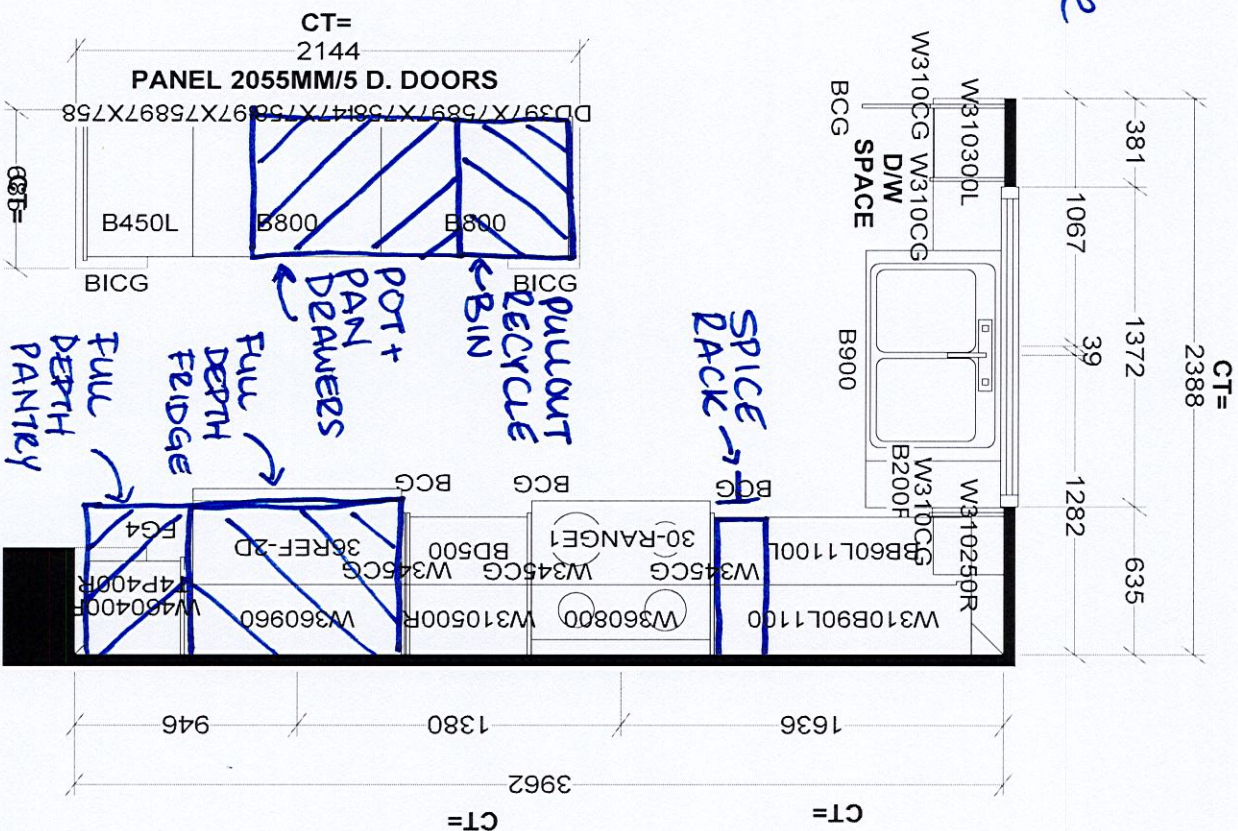 CT=
2144
PANEL 2055MM/5 D. DOORS
B450L
B800
B800
BICG
BICG
POT +
PAN
DRAWERS
PULLOUT
RECYCLE
BIN
FULL
DEPTH
FRIDGE
FULL
DEPTH
PANTRY
SPICE
RACK
W310CG
W310300L
BCG
D/W
SPACE
W310CG
W310CG
B900
B200F
W310CG
W310250R
381
1067
1372
39
1282
635
CT=
2388
BCG
BCG
BCG
36REF-2D
BD500
30-RANGE1
BB60L1100L
W345CG
W345CG
W345CG
W360960
W310500R
W360800
W310B90L1100
946
1380
1636
3962
CT=
CT=